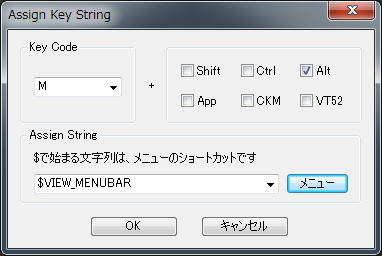 Assign Key String
Key Code
M
+
Shift
Ctrl
Alt
App
CKM
VT52
Assign String
$で始まる文字列は、メニューのショートカットです
$VIEW_MENUBAR
メニュー
OK
キャンセル